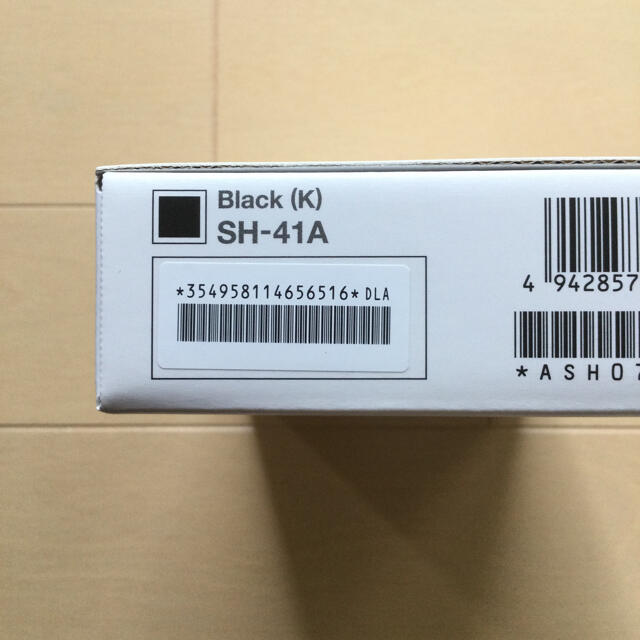 Black (K)
SH-41A
*354958114656516*DLA
4 942857
*ASH07